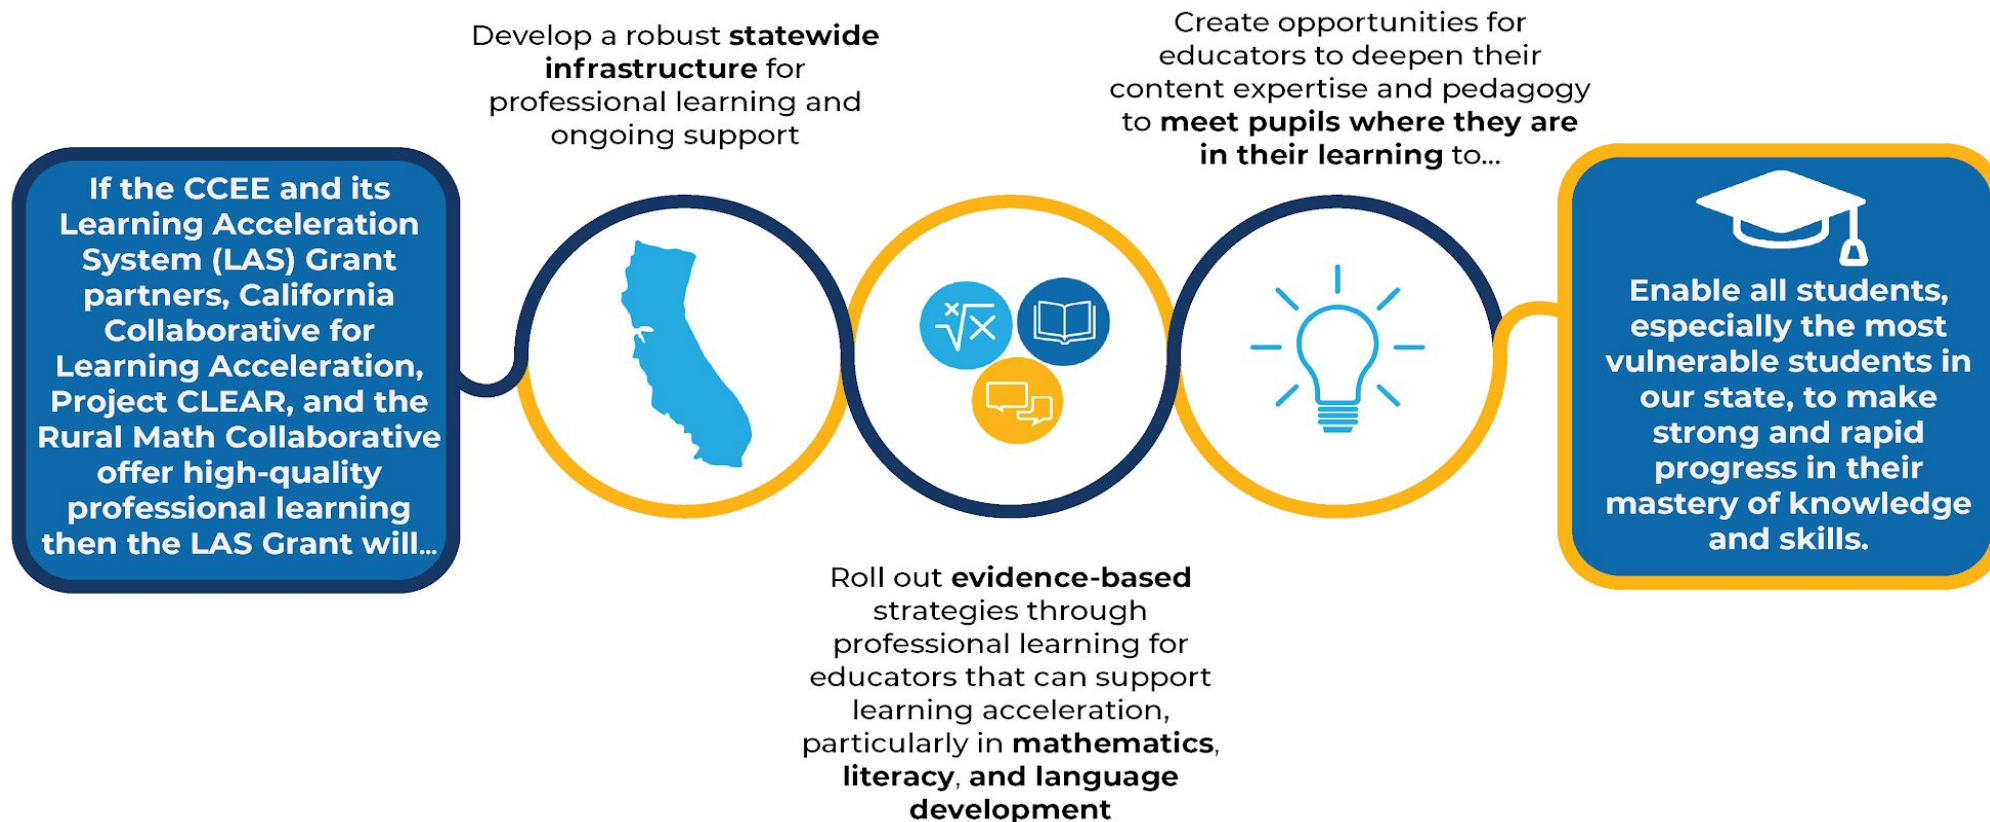 If the CCEE and its
Learning Acceleration
System (LAS) Grant
partners, California
Collaborative for
Learning Acceleration,
Project CLEAR, and the
Rural Math Collaborative
offer high-quality
professional learning
then the LAS Grant will...
Develop a robust statewide
infrastructure for
professional learning and
ongoing support
Roll out evidence-based
strategies through
professional learning for
educators that can support
learning acceleration,
particularly in mathematics,
literacy, and language
development
Create opportunities for
educators to deepen their
content expertise and pedagogy
to meet pupils where they are
in their learning to...
Enable all students,
especially the most
vulnerable students in
our state, to make
strong and rapid
progress in their
mastery of knowledge
and skills.